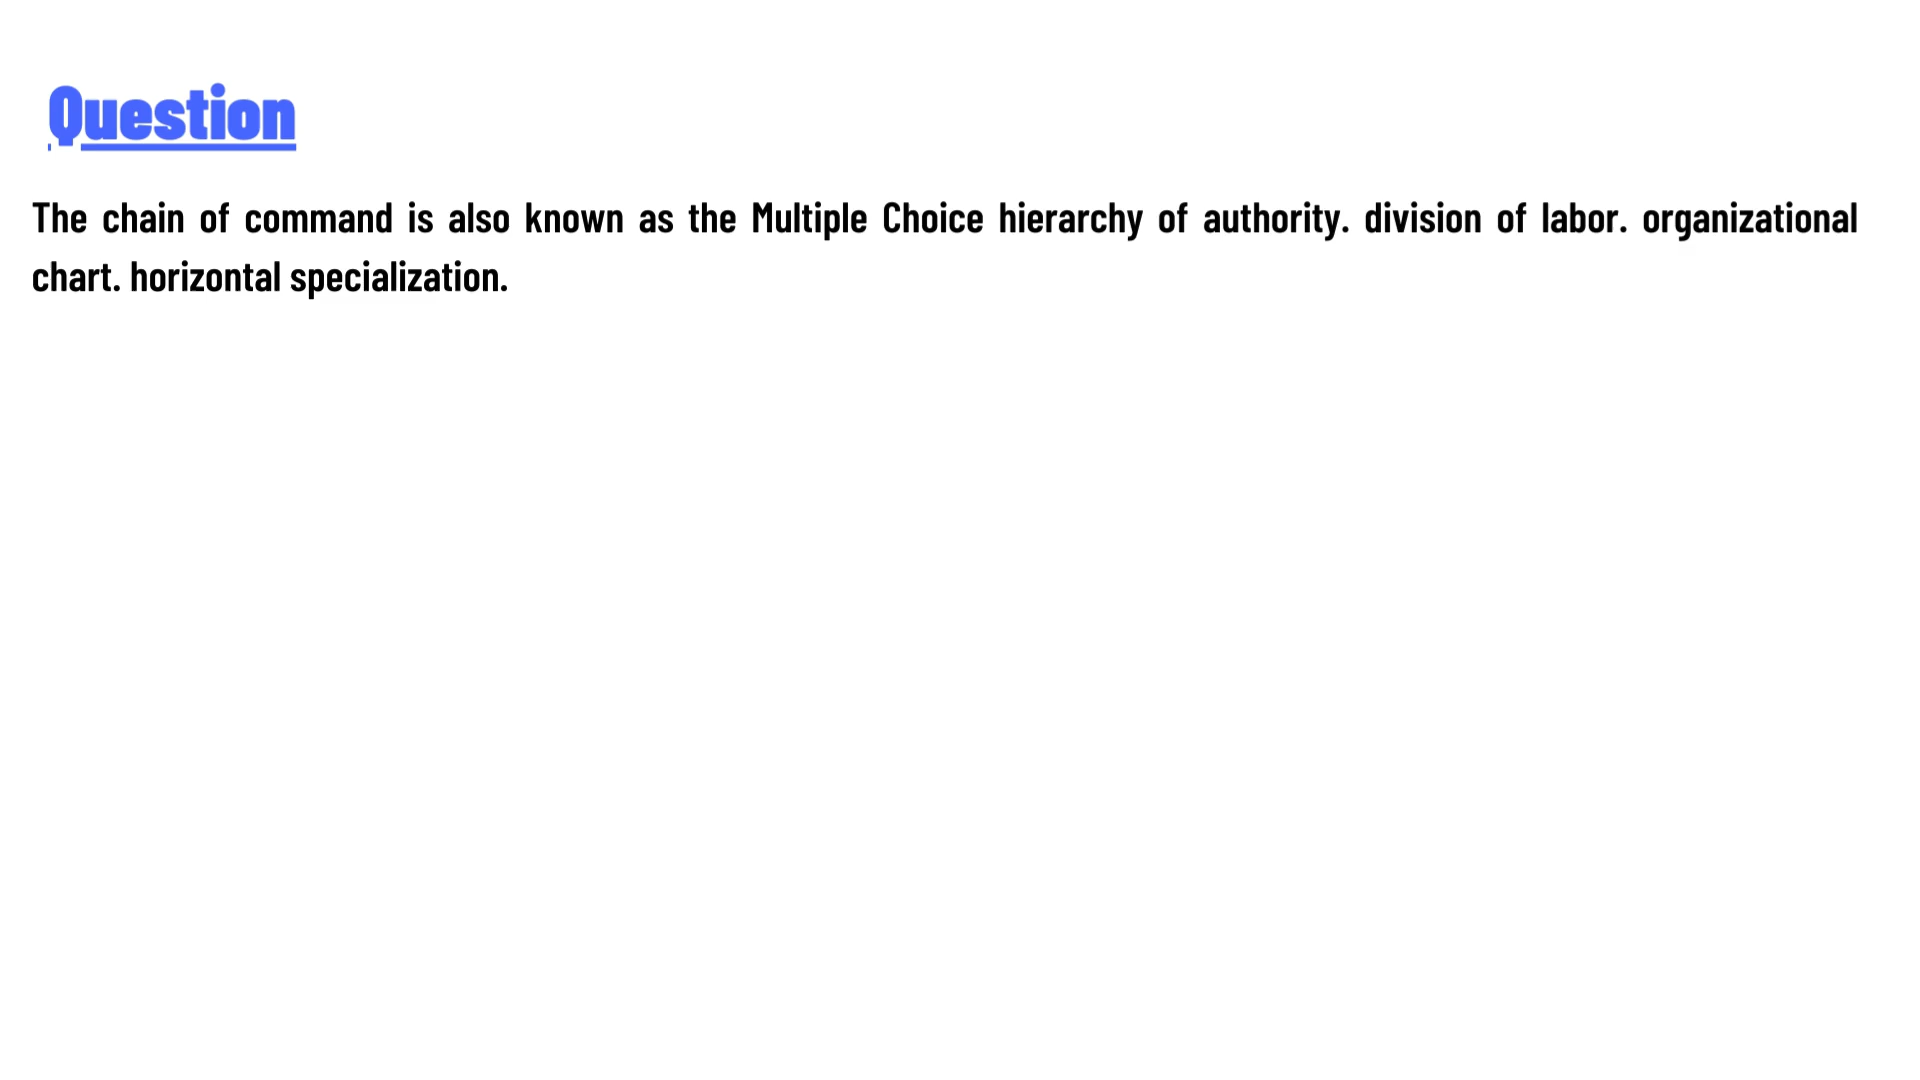 Question
The chain of command is also known as the Multiple Choice hierarchy of authority. division of labor. organizational
chart. horizontal specialization.